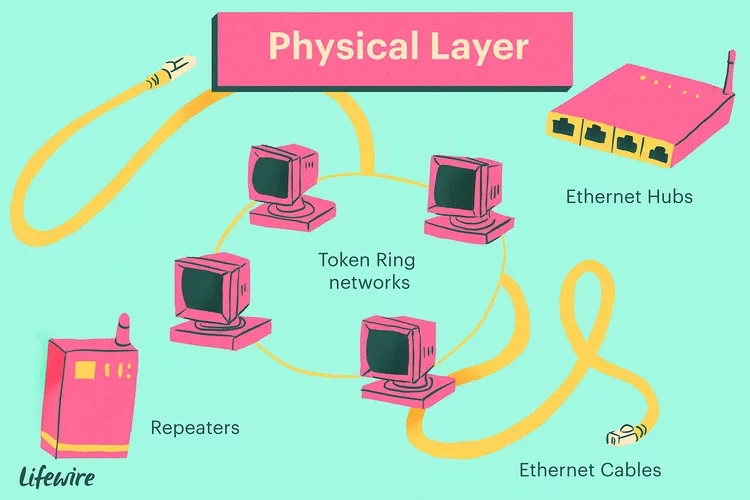 Physical Layer
Ethernet Hubs
Token Ring
networks
Repeaters
Ethernet Cables
Lifewire